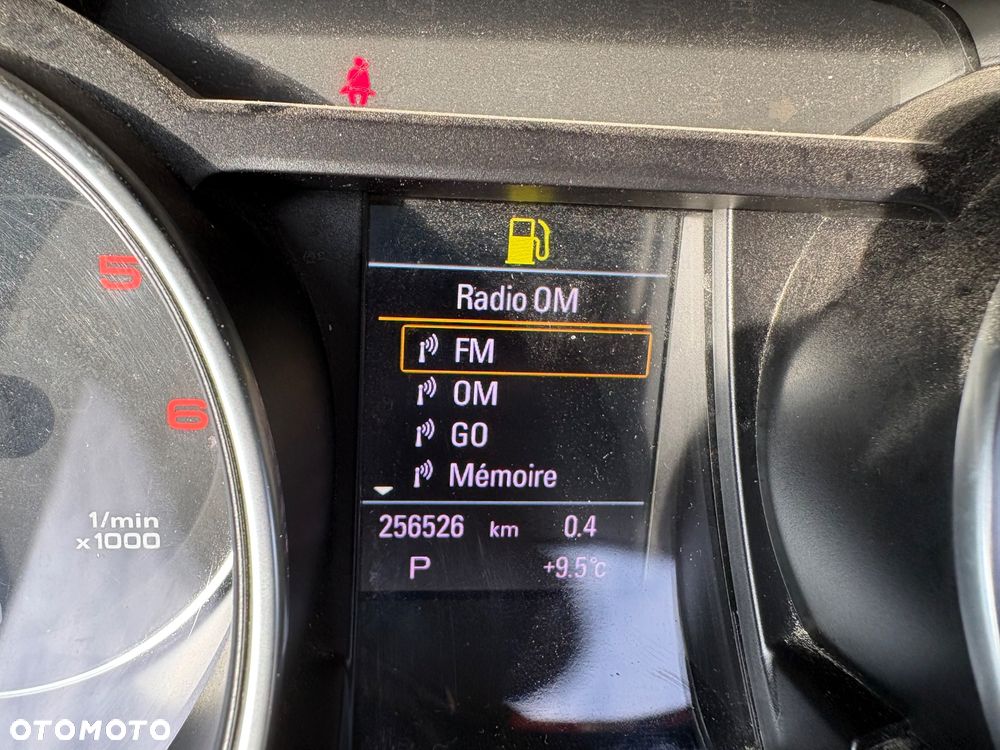 Radio OM
FM
OM
GO
Mémoire
256526 km 0.4
P +9.5°C
5
6
1/min
x1000
OTOMOTO